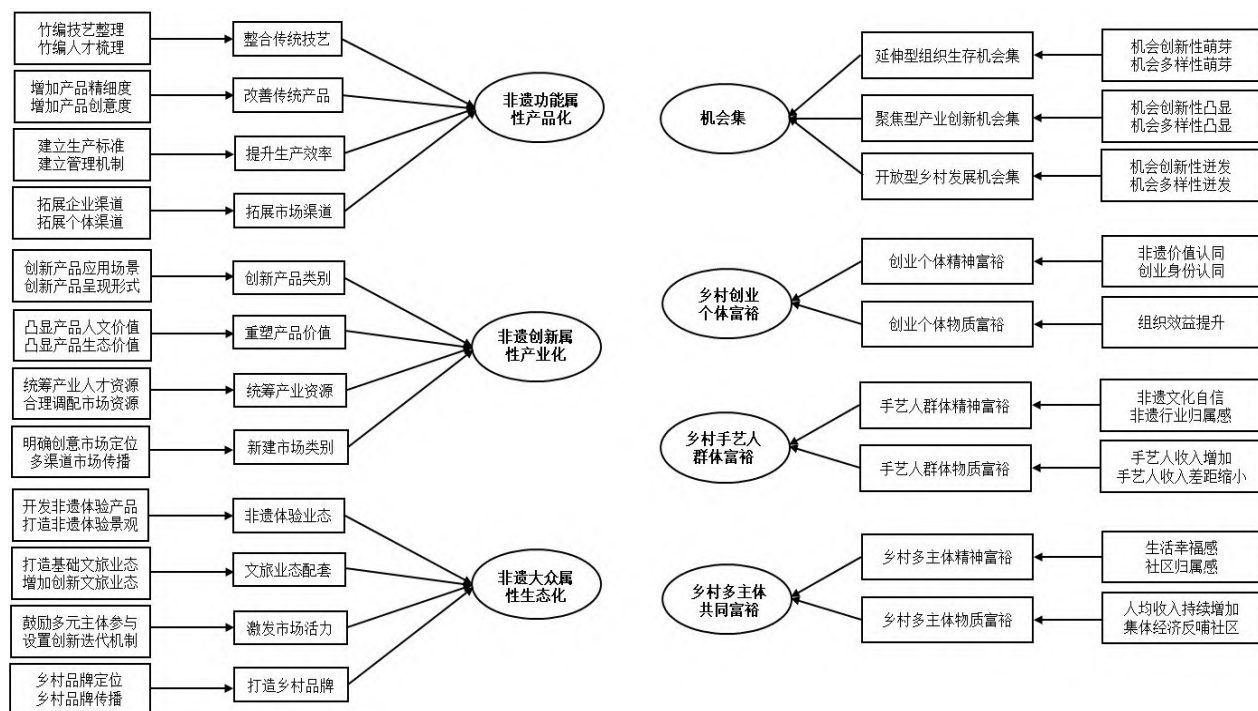 竹编技艺整理
竹编人才梳理
整合传统技艺
增加产品精细度
增加产品创意度
改善传统产品
建立生产标准
建立管理机制
提升生产效率
拓展企业渠道
拓展个体渠道
拓展市场渠道
非遗功能属
性产品化
创新产品应用场景
创新产品呈现形式
创新产品类别
凸显产品人文价值
凸显产品生态价值
重塑产品价值
统筹产业人才资源
合理调配市场资源
统筹产业资源
明确创意市场定位
多渠道市场传播
新建市场类别
非遗创新属
性产业化
开发非遗体验产品
打造非遗体验景观
非遗体验业态
打造基础文旅业态
增加创新文旅业态
文旅业态配套
鼓励多元主体参与
设置创新迭代机制
激发市场活力
乡村品牌定位
乡村品牌传播
打造乡村品牌
非遗大众属
性生态化
机会集
延伸型组织生存机会集
机会创新性萌芽
机会多样性萌芽
聚焦型产业创新机会集
机会创新性凸显
机会多样性凸显
开放型乡村发展机会集
机会创新性迸发
机会多样性迸发
乡村创业
个体富裕
创业个体精神富裕
非遗价值认同
创业身份认同
创业个体物质富裕
组织效益提升
乡村手艺人
群体富裕
手艺人群体精神富裕
非遗文化自信
非遗行业归属感
手艺人群体物质富裕
手艺人收入增加
手艺人收入差距缩小
乡村多主体
共同富裕
乡村多主体精神富裕
生活幸福感
社区归属感
乡村多主体物质富裕
人均收入持续增加
集体经济反哺社区